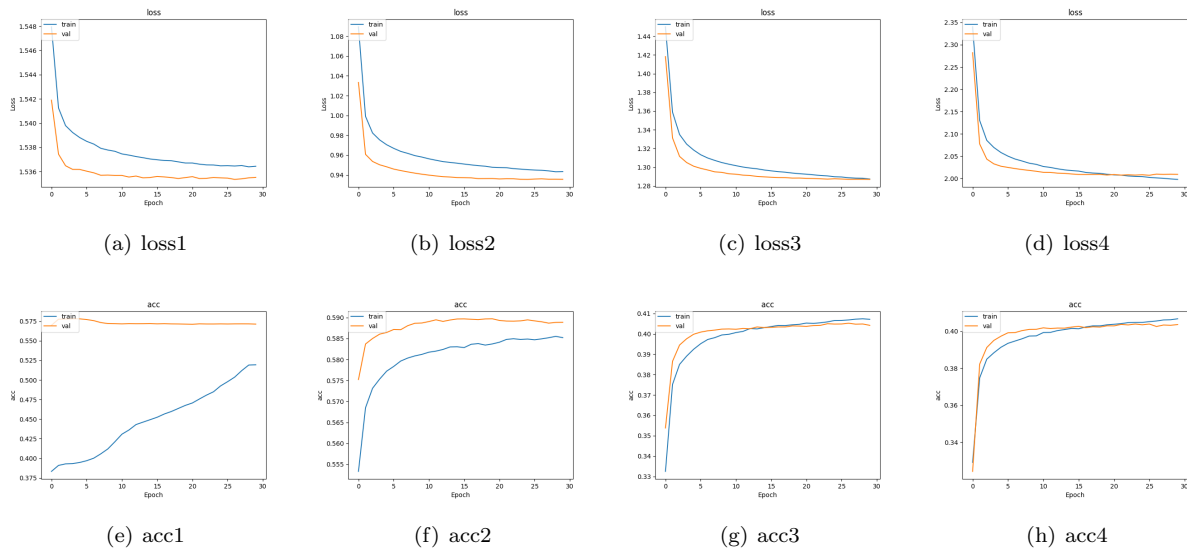 loss
train
val
1.548
1.546
1.544
1.542
1.540
1.538
1.536
Loss
0 5 10 15 20 25 30
Epoch
(a) loss1
loss
train
val
1.08
1.06
1.04
1.02
1.00
0.98
0.96
0.94
Loss
0 5 10 15 20 25 30
Epoch
(b) loss2
loss
train
val
1.44
1.42
1.40
1.38
1.36
1.34
1.32
1.30
1.28
Loss
0 5 10 15 20 25 30
Epoch
(c) loss3
loss
train
val
2.35
2.30
2.25
2.20
2.15
2.10
2.05
2.00
Loss
0 5 10 15 20 25 30
Epoch
(d) loss4
acc
train
val
0.575
0.550
0.525
0.500
0.475
0.450
0.425
0.400
0.375
acc
0 5 10 15 20 25 30
Epoch
(e) acc1
acc
train
val
0.590
0.585
0.580
0.575
0.570
0.565
0.560
0.555
acc
0 5 10 15 20 25 30
Epoch
(f) acc2
acc
train
val
0.41
0.40
0.39
0.38
0.37
0.36
0.35
0.34
0.33
acc
0 5 10 15 20 25 30
Epoch
(g) acc3
acc
train
val
0.40
0.38
0.36
0.34
acc
0 5 10 15 20 25 30
Epoch
(h) acc4